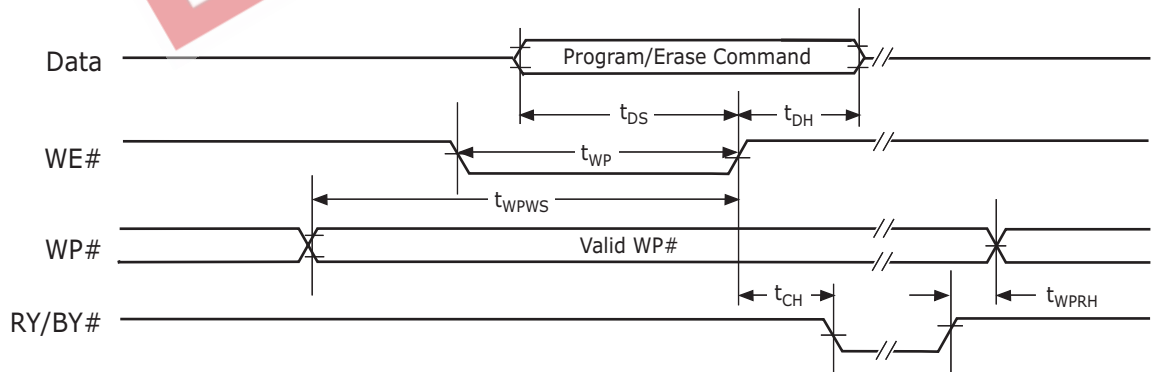 Data
Program/Erase Command
tDS
tDH
WE#
tWP
tWPWS
WP#
Valid WP#
tCH
tWPRH
RY/BY#